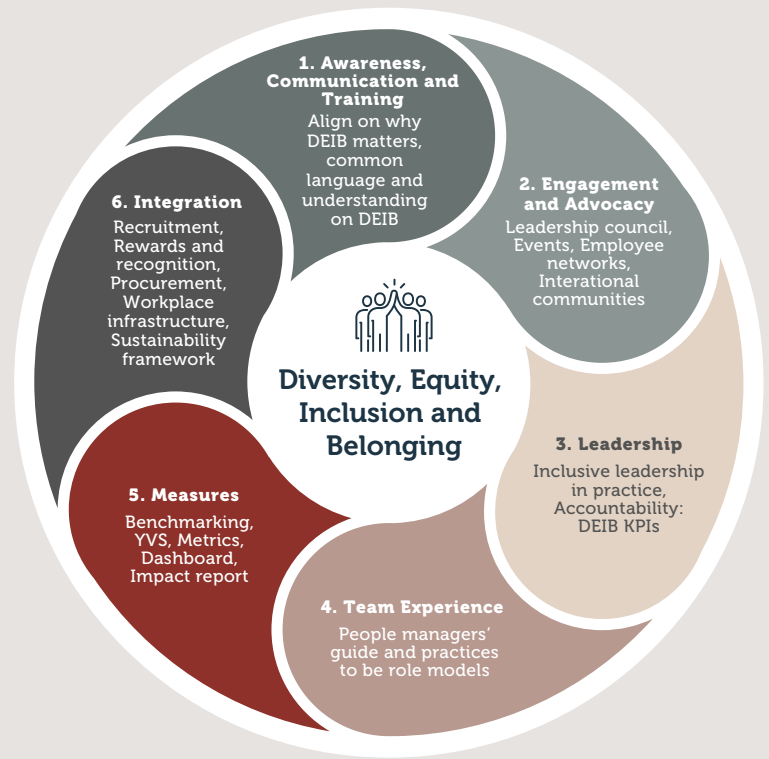 1. Awareness,
Communication and
Training
Align on why
DEIB matters,
common
language and
understanding
on DEIB
2. Engagement
and Advocacy
Leadership council,
Events, Employee
networks,
Interational
communities
3. Leadership
Inclusive leadership
in practice,
Accountability:
DEIB KPIs
4. Team Experience
People managers’
guide and practices
to be role models
5. Measures
Benchmarking,
YVS, Metrics,
Dashboard,
Impact report
6. Integration
Recruitment,
Rewards and
recognition,
Procurement,
Workplace
infrastructure,
Sustainability
framework
Diversity, Equity,
Inclusion and
Belonging